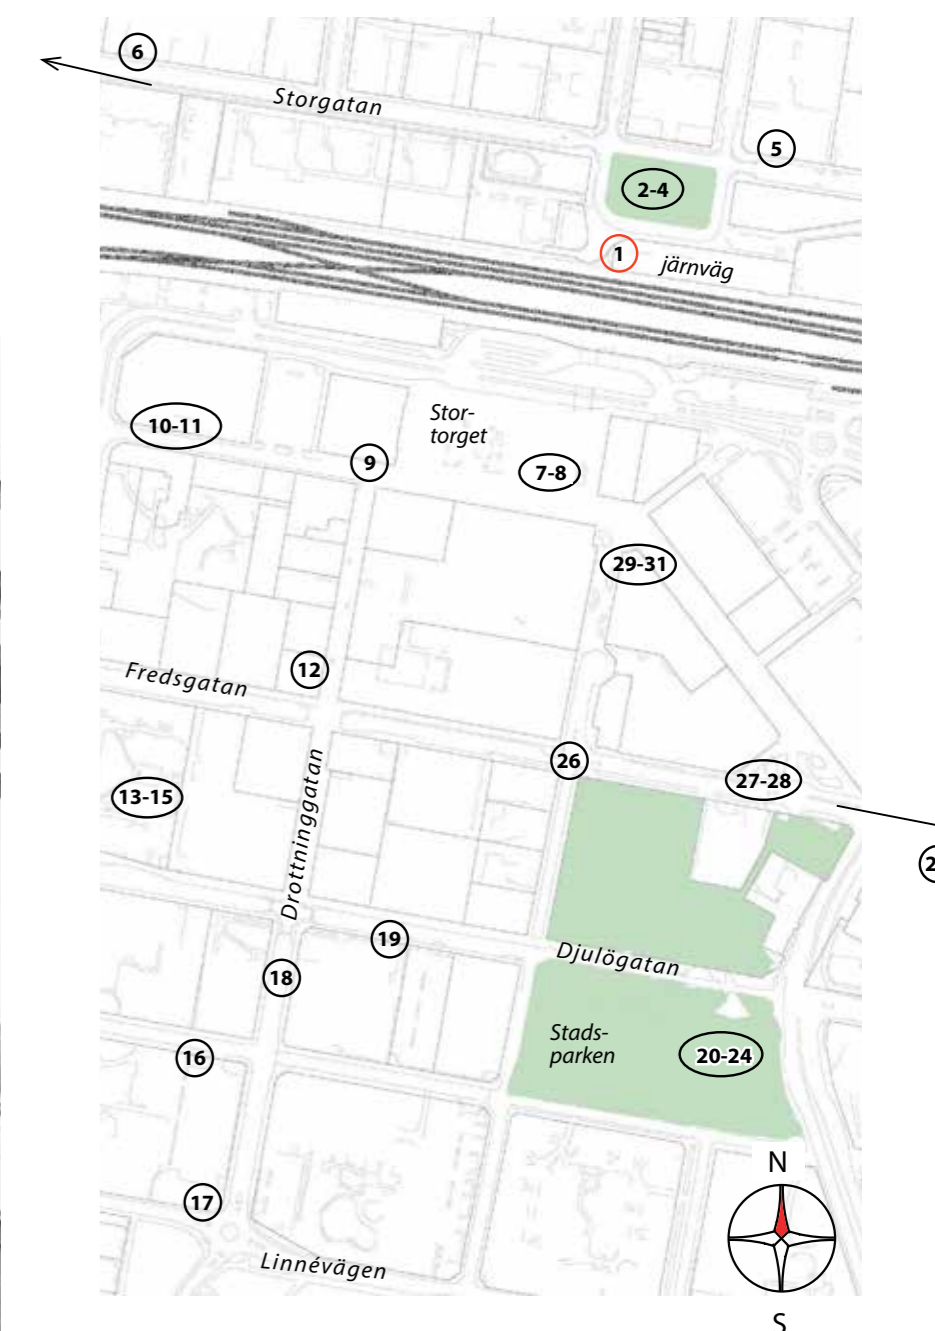 6
Storgatan
5
2-4
1
järnväg
10-11
Stor-
torget
9
7-8
29-31
12
Fredsgatan
26
27-28
13-15
Drottninggatan
2
19
Djulögatan
18
Stads-
parken
16
20-24
N
17
Linnévägen
S